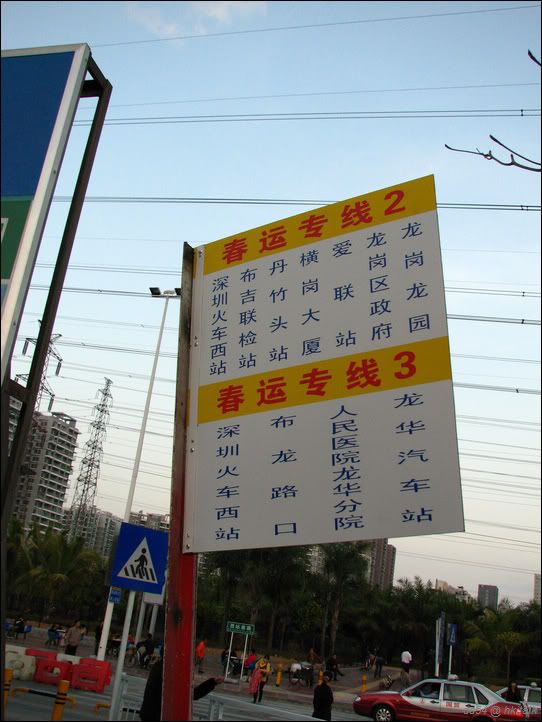 春运专线2
深圳火车西站
布吉联检站
丹竹头站
横岗大厦
爱联站
龙岗区政府
龙岗龙园
春运专线3
深圳火车西站
布龙路口
人民医院龙华分院
龙华汽车站